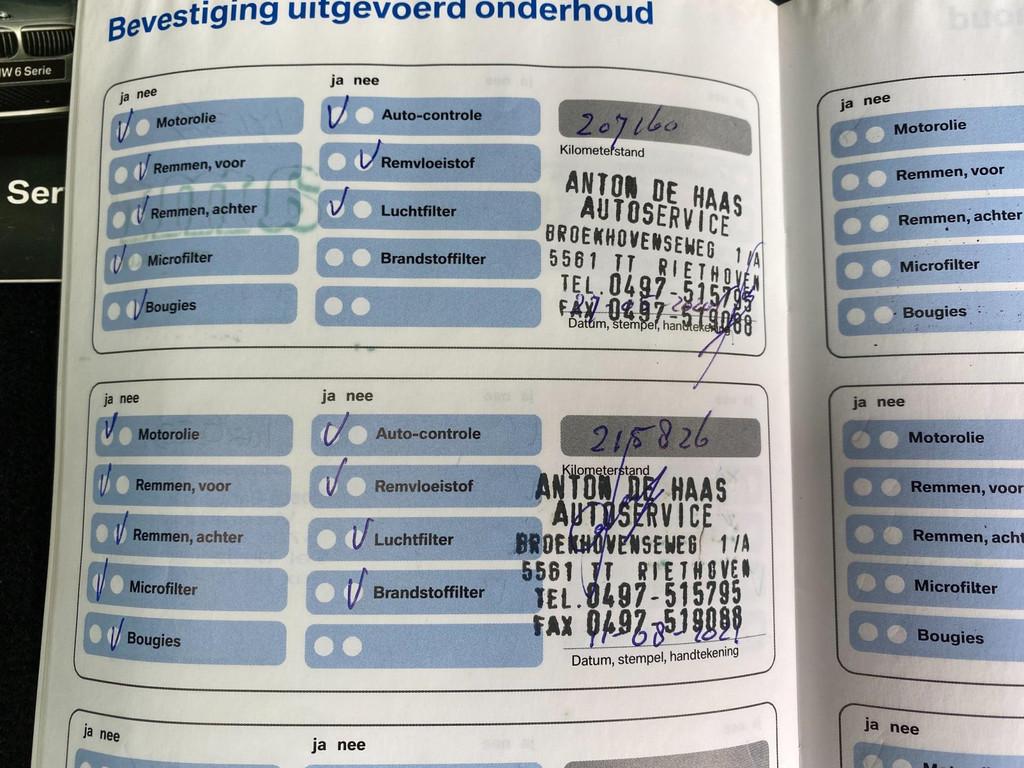 Bevestiging uitgevoerd onderhoud
W 6 Serie
Ser
ja nee
Motorolie
Remmen, voor
Remmen, achter
Microfilter
Bougies
ja nee
Auto-controle
Remvloeistof
Luchtfilter
Brandstoffilter
207160
Kilometerstand
ANTON DE HAAS
AUTOSERVICE
BROEKHOVENSEWEG 1/A
5561 TT RIETHOVEN
TEL. 0497-515795
FAX 0497-519088
Datum, stempel, handtekening
ja nee
Motorolie
Remmen, voor
Remmen, achter
Microfilter
Bougies
ja nee
Auto-controle
Remvloeistof
Luchtfilter
Brandstoffilter
215826
Kilometerstand
ANTON DE HAAS
AUTOSERVICE
BROEKHOVENSEWEG 1/A
5561 TT RIETHOVEN
TEL. 0497-515795
FAX 0497-519088
11-08-2021
Datum, stempel, handtekening
ja nee
ja nee
ja nee
Motorolie
Remmen, voor
Remmen, achter
Microfilter
Bougies
ja nee
Motorolie
Remmen, voor
Remmen, acht
Microfilter
Bougies
ja nee
Motorolie